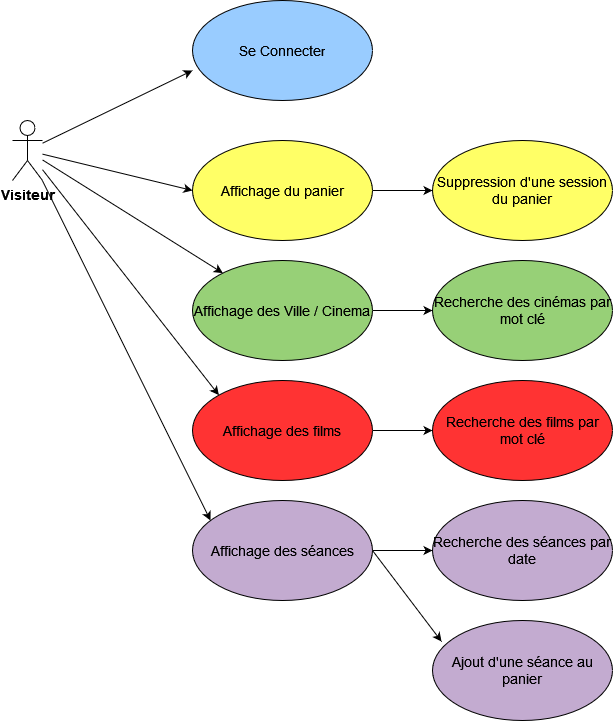 Se Connecter
Visiteur
Affichage du panier
Suppression d'une session
du panier
Affichage des Ville / Cinema
Recherche des cinémas par
mot clé
Affichage des films
Recherche des films par
mot clé
Affichage des séances
Recherche des séances par
date
Ajout d'une séance au
panier